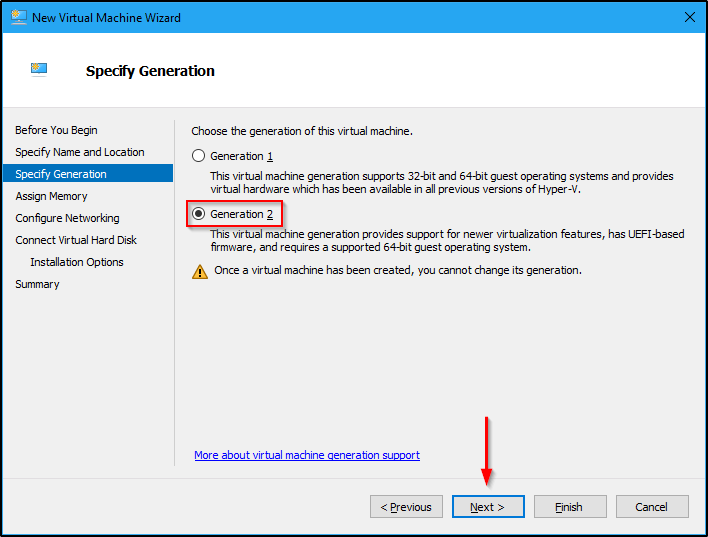 New Virtual Machine Wizard
Specify Generation
Before You Begin
Specify Name and Location
Specify Generation
Assign Memory
Configure Networking
Connect Virtual Hard Disk
Installation Options
Summary
Choose the generation of this virtual machine.
Generation 1
This virtual machine generation supports 32-bit and 64-bit guest operating systems and provides
virtual hardware which has been available in all previous versions of Hyper-V.
Generation 2
This virtual machine generation provides support for newer virtualization features, has UEFI-based
firmware, and requires a supported 64-bit guest operating system.
Once a virtual machine has been created, you cannot change its generation.
More about virtual machine generation support
< Previous
Next >
Finish
Cancel